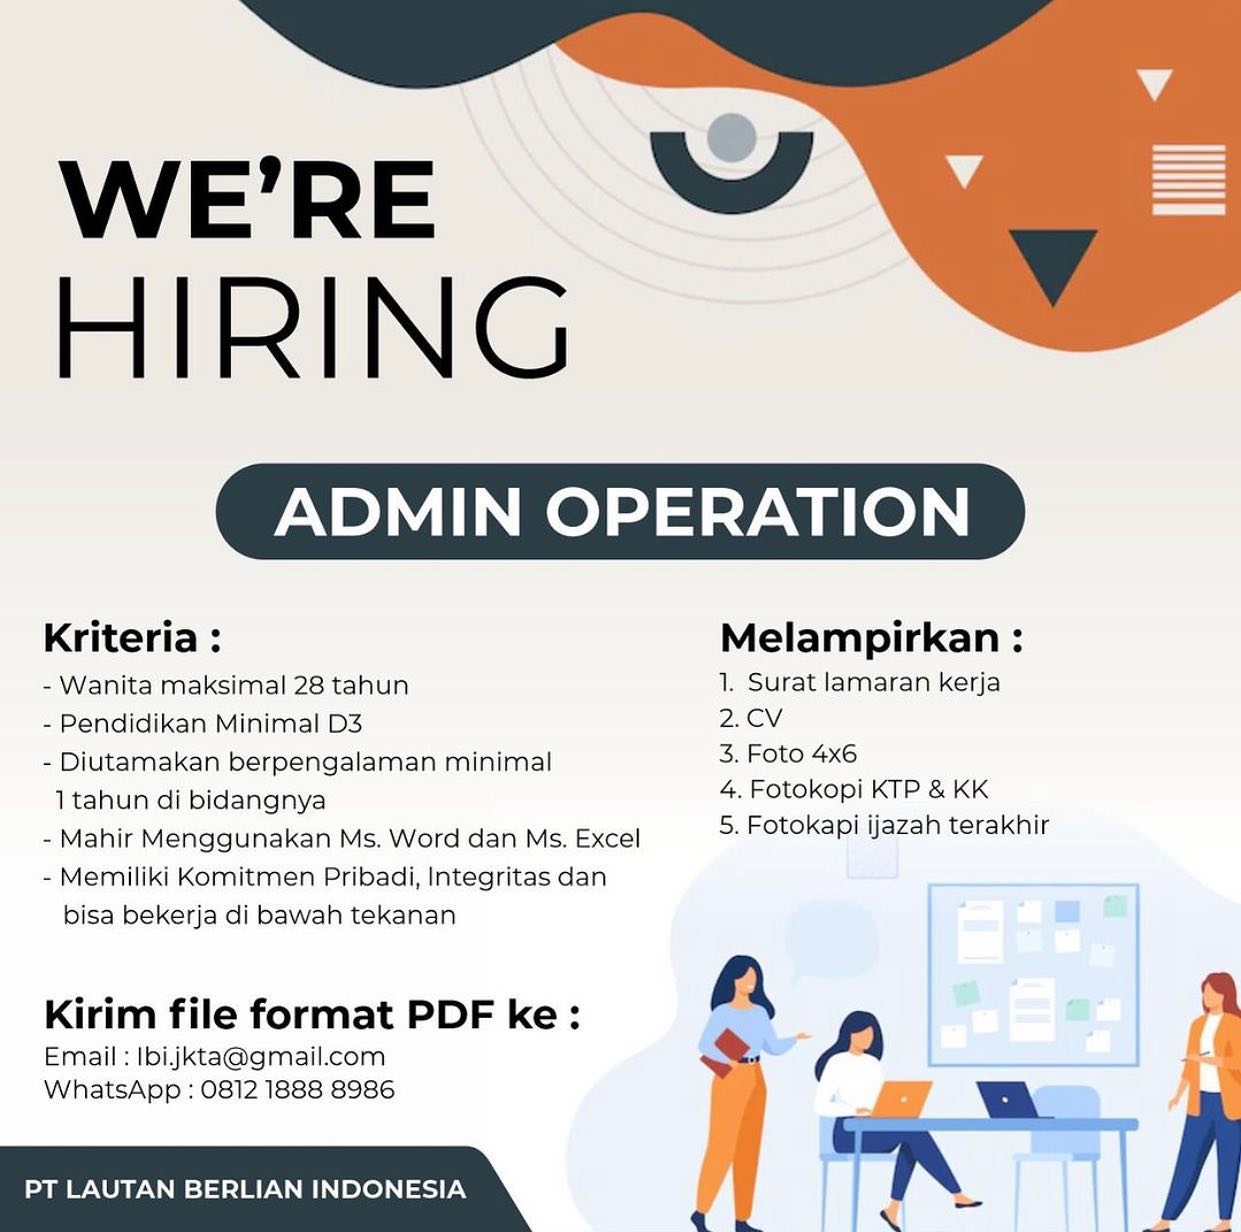 WE'RE
HIRING
ADMIN OPERATION
Kriteria :
- Wanita maksimal 28 tahun
- Pendidikan Minimal D3
- Diutamakan berpengalaman minimal
1 tahun di bidangnya
- Mahir Menggunakan Ms. Word dan Ms. Excel
- Memiliki Komitmen Pribadi, Integritas dan
bisa bekerja di bawah tekanan
Melampirkan :
1. Surat lamaran kerja
2. CV
3. Foto 4x6
4. Fotokopi KTP & KK
5. Fotokapi ijazah terakhir
Kirim file format PDF ke :
Email : lbi.jkta@gmail.com
WhatsApp : 0812 1888 8986
PT LAUTAN BERLIAN INDONESIA